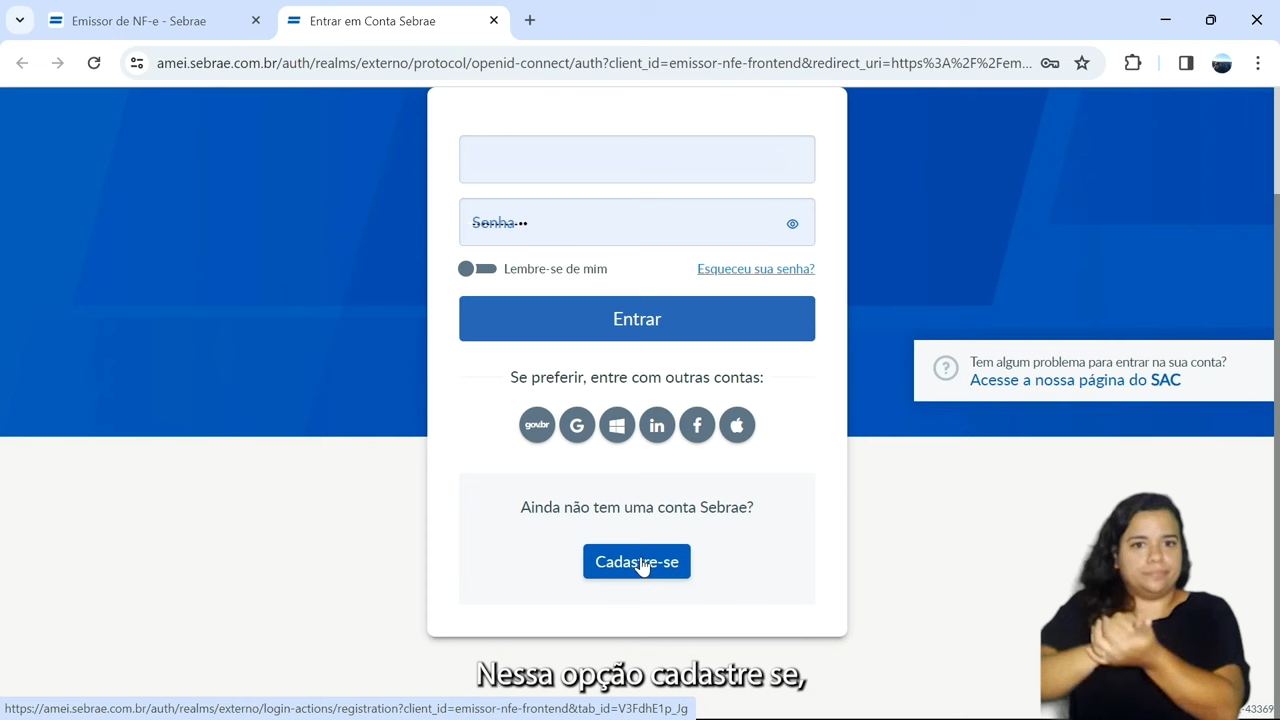 Emissor de NF-e - Sebrae
Entrar em Conta Sebrae
amei.sebrae.com.br/auth/realms/externo/protocol/openid-connect/auth?client_id=emissor-nfe-frontend&redirect_uri=https%3A%2F%2Fem...
Senha
Lembre-se de mim
Esqueceu sua senha?
Entrar
Tem algum problema para entrar na sua conta?
Acesse a nossa página do SAC
Se preferir, entre com outras contas:
gov.br
Ainda não tem uma conta Sebrae?
Cadastre-se
Nessa opção cadastre se,
https://amei.sebrae.com.br/auth/realms/externo/login-actions/registration?client_id=emissor-nfe-frontend&tab_id=V3FdhE1p_Jg
-43369